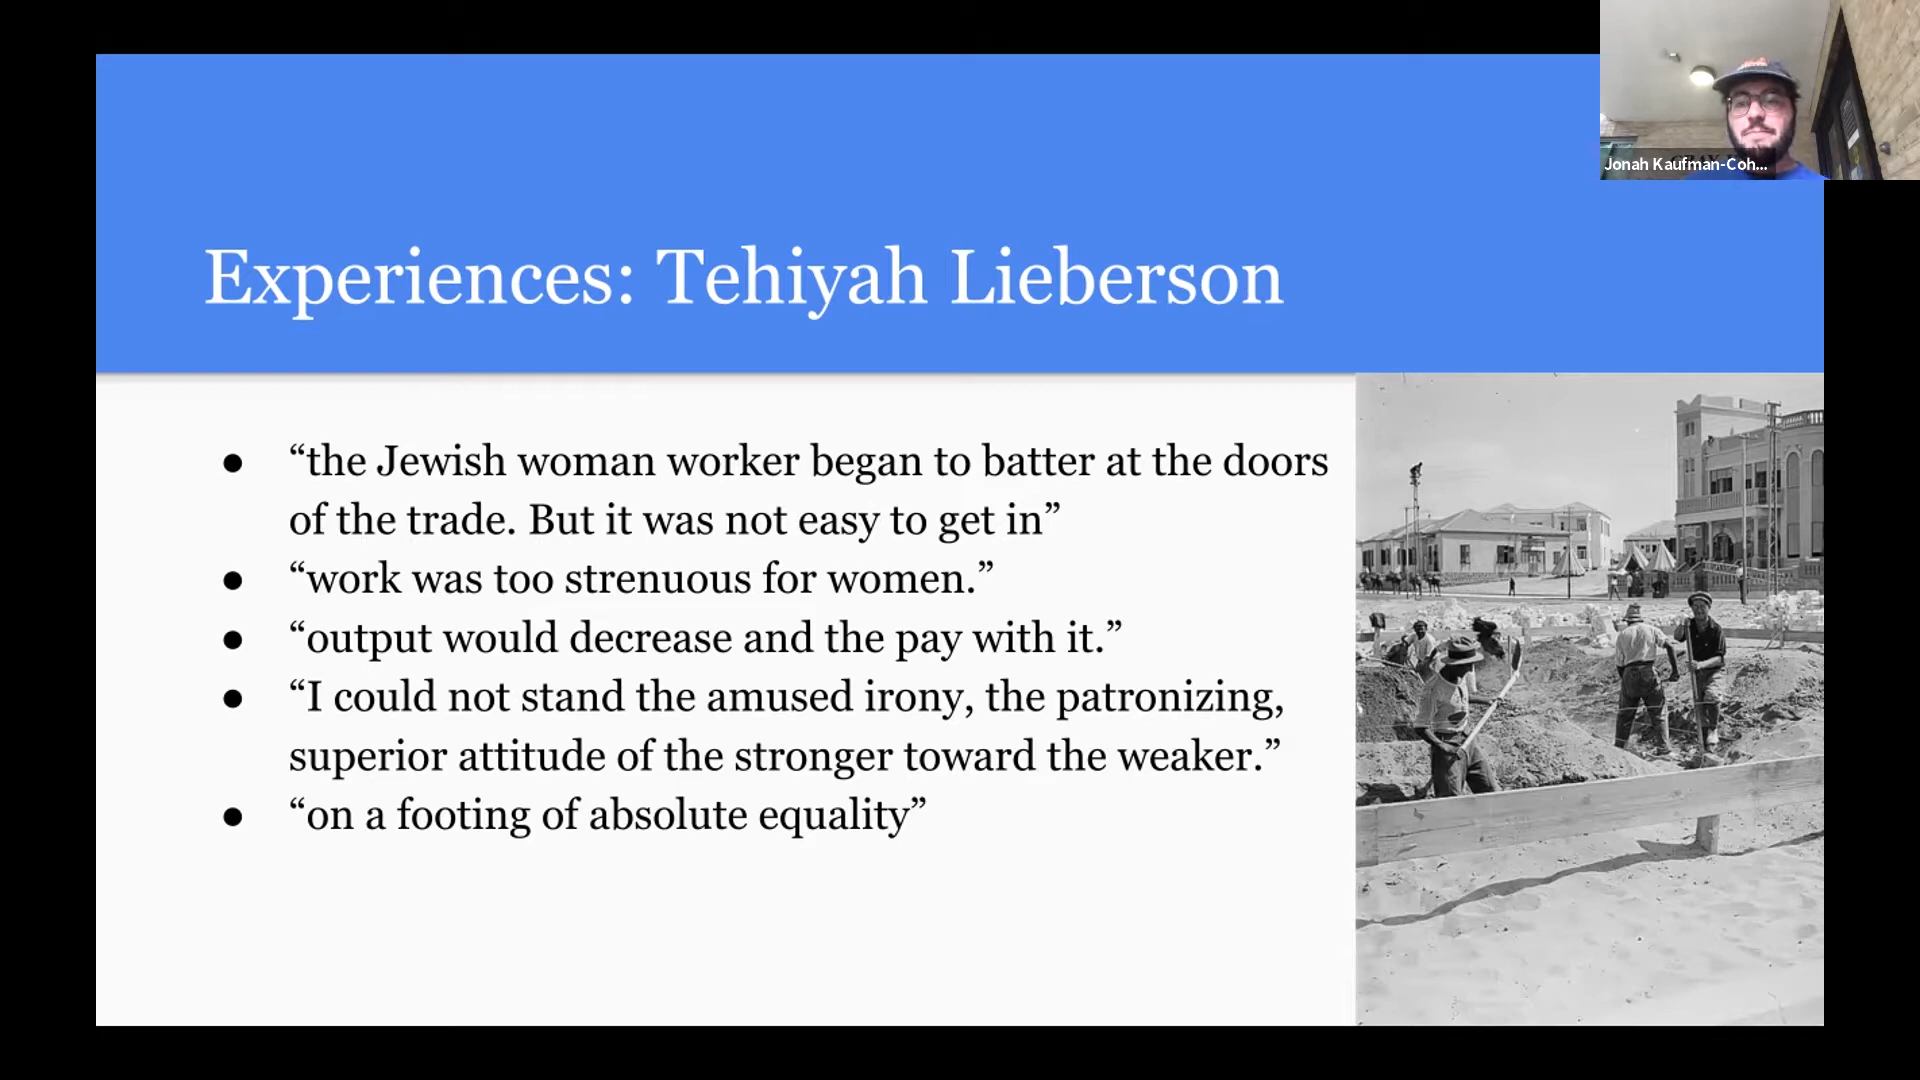 Jonah Kaufman-Coh...
Experiences: Tehiyah Lieberson
● “the Jewish woman worker began to batter at the doors
of the trade. But it was not easy to get in”
● “work was too strenuous for women.”
● “output would decrease and the pay with it.”
● “I could not stand the amused irony, the patronizing,
superior attitude of the stronger toward the weaker.”
● “on a footing of absolute equality”